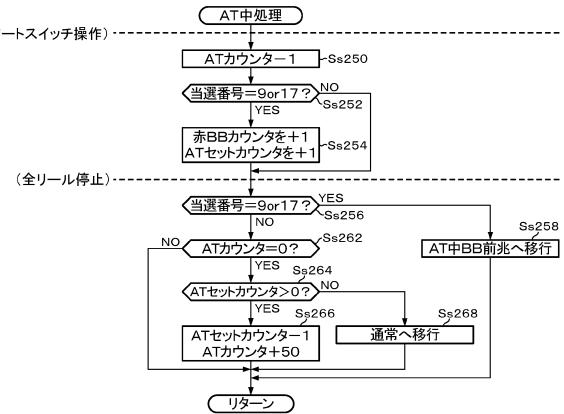 AT中処理
ートスイッチ操作)
ATカウンタ-1
Ss250
当選番号=9or17?
NO
Ss252
YES
赤BBカウンタを+1
ATセットカウンタを+1
Ss254
(全リール停止)
当選番号=9or17?
YES
Ss256
NO
Ss258
AT中BB前兆へ移行
NO
ATカウンタ=0?
Ss262
YES
Ss264
ATセットカウンタ>0?
NO
YES
Ss266
ATセットカウンタ-1
ATカウンタ+50
Ss268
通常へ移行
リターン